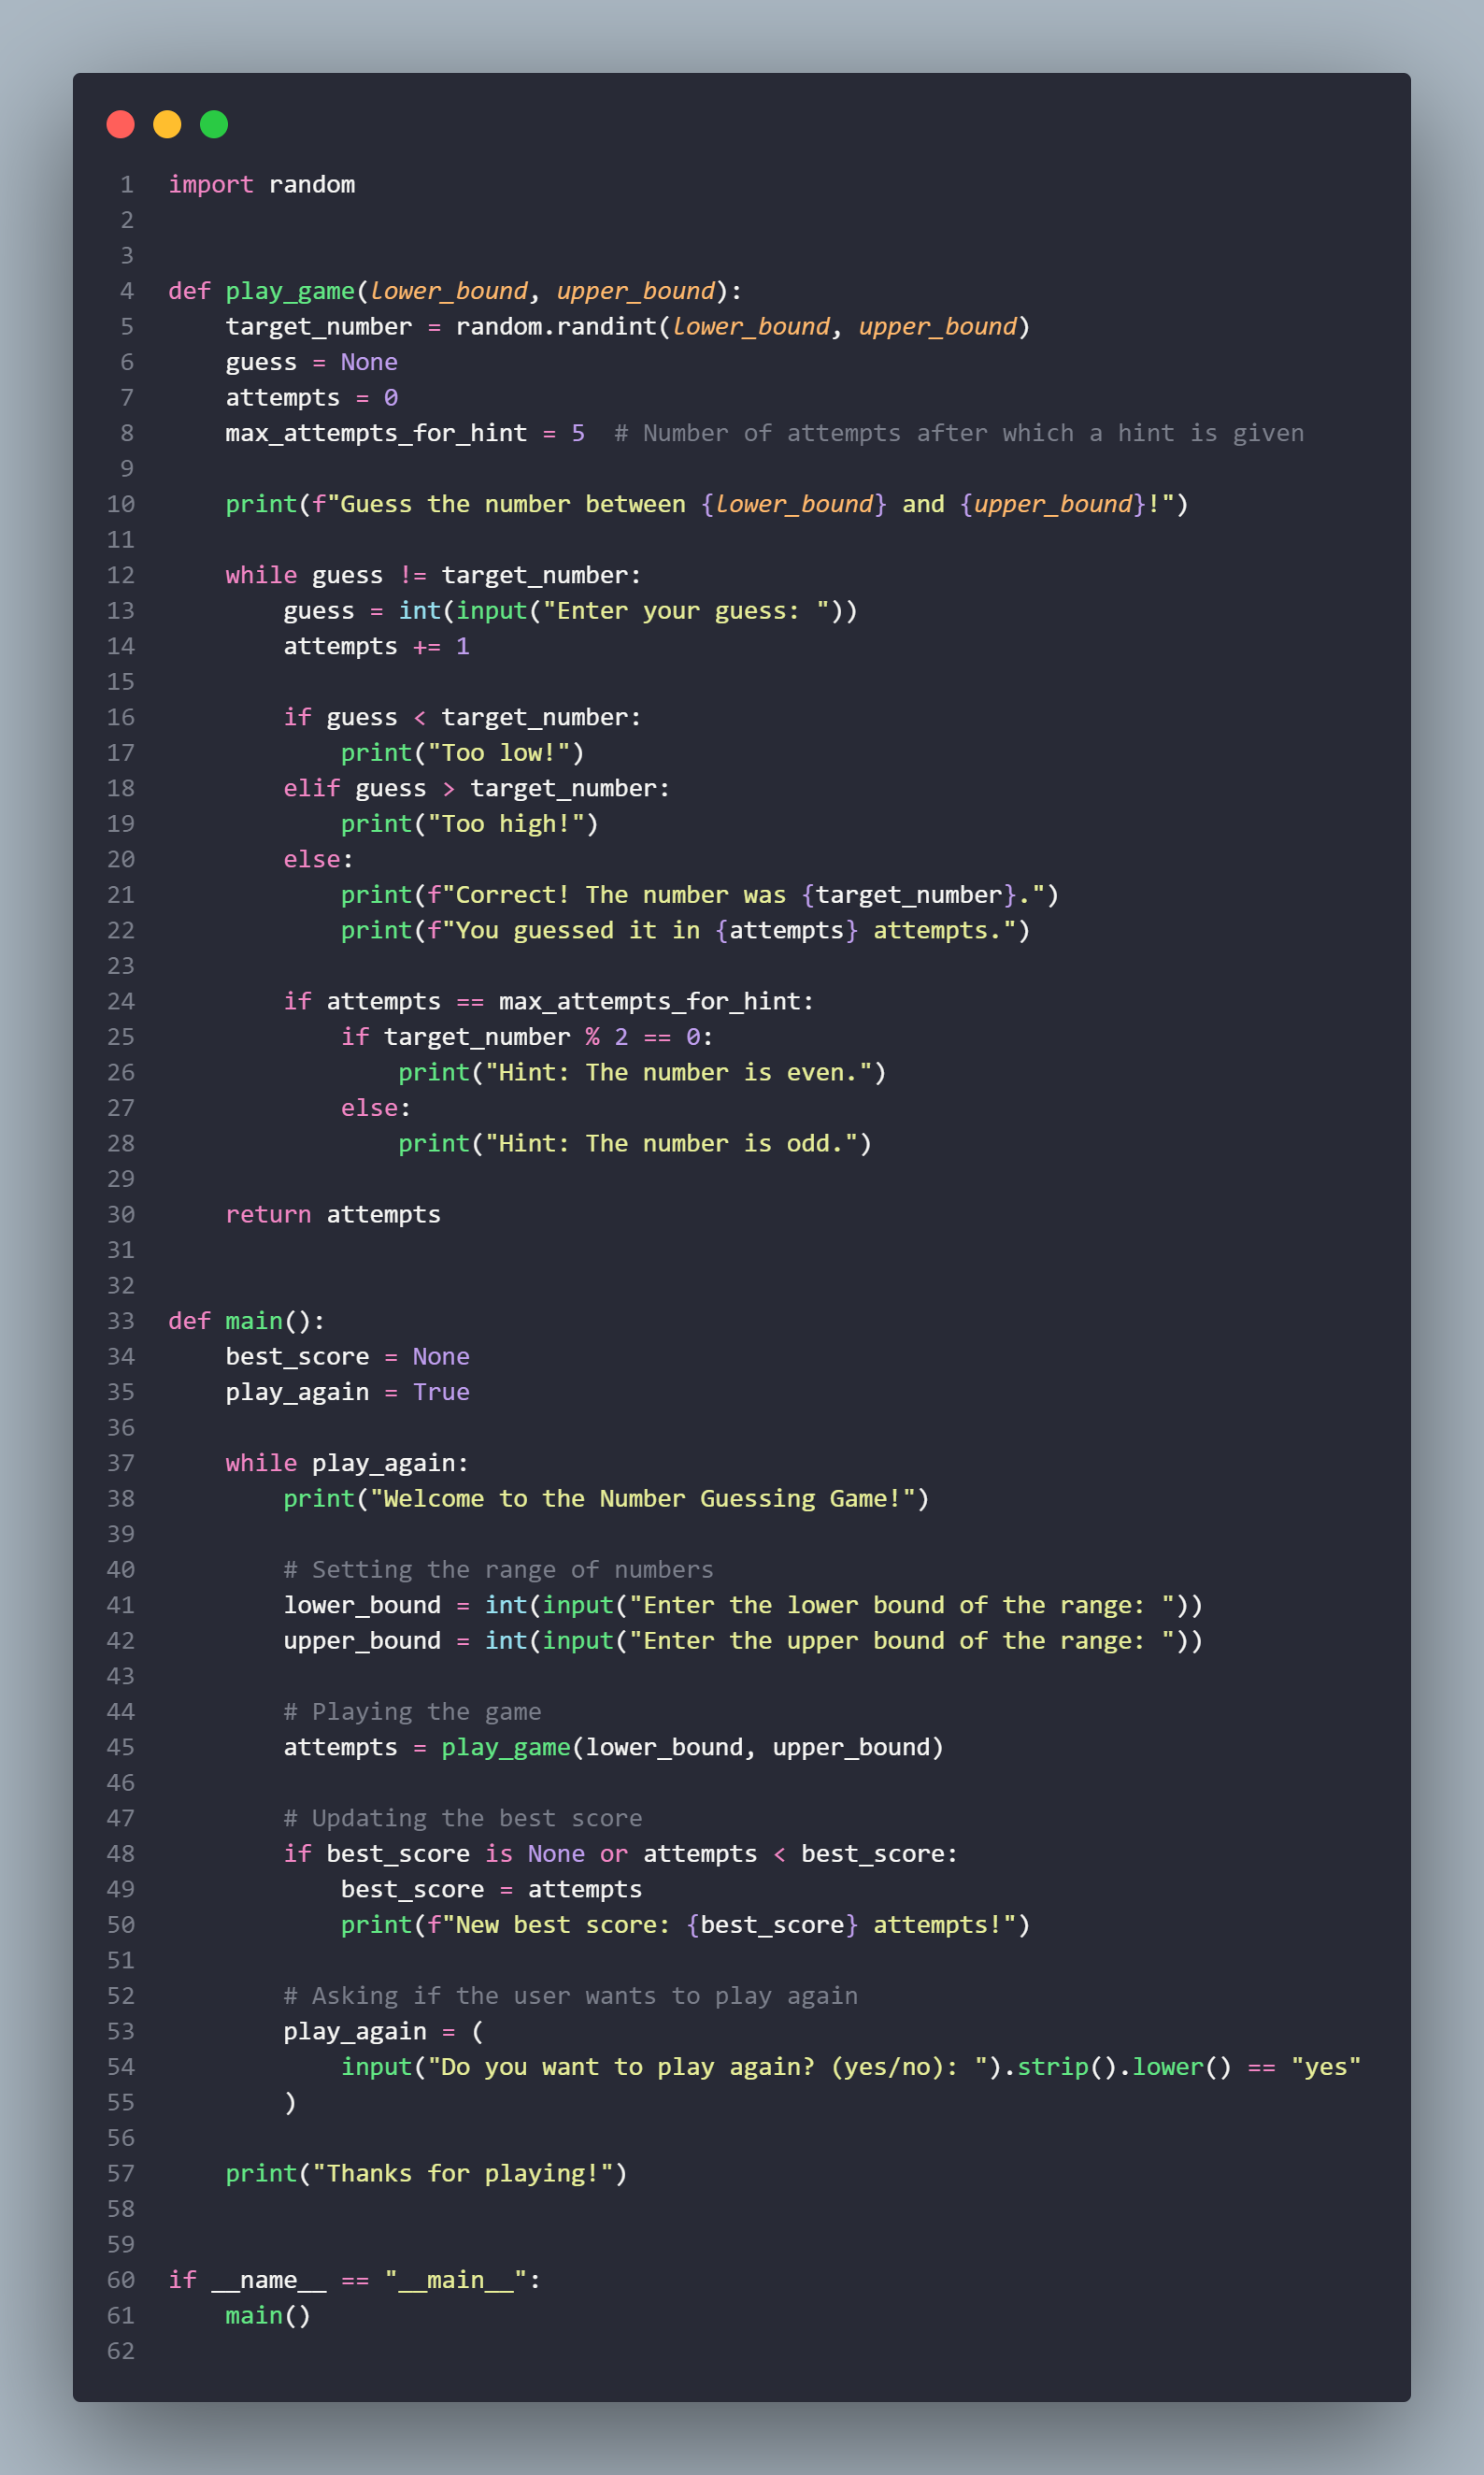 1 import random
2
3
4 def play_game(lower_bound, upper_bound):
5     target_number = random.randint(lower_bound, upper_bound)
6     guess = None
7     attempts = 0
8     max_attempts_for_hint = 5  # Number of attempts after which a hint is given
9
10     print(f"Guess the number between {lower_bound} and {upper_bound}!")
11
12     while guess != target_number:
13         guess = int(input("Enter your guess: "))
14         attempts += 1
15
16         if guess < target_number:
17             print("Too low!")
18         elif guess > target_number:
19             print("Too high!")
20         else:
21             print(f"Correct! The number was {target_number}.")
22             print(f"You guessed it in {attempts} attempts.")
23
24         if attempts == max_attempts_for_hint:
25             if target_number % 2 == 0:
26                 print("Hint: The number is even.")
27             else:
28                 print("Hint: The number is odd.")
29
30     return attempts
31
32
33 def main():
34     best_score = None
35     play_again = True
36
37     while play_again:
38         print("Welcome to the Number Guessing Game!")
39
40         # Setting the range of numbers
41         lower_bound = int(input("Enter the lower bound of the range: "))
42         upper_bound = int(input("Enter the upper bound of the range: "))
43
44         # Playing the game
45         attempts = play_game(lower_bound, upper_bound)
46
47         # Updating the best score
48         if best_score is None or attempts < best_score:
49             best_score = attempts
50             print(f"New best score: {best_score} attempts!")
51
52         # Asking if the user wants to play again
53         play_again = (
54             input("Do you want to play again? (yes/no): ").strip().lower() == "yes"
55         )
56
57     print("Thanks for playing!")
58
59
60 if __name__ == "__main__":
61     main()
62